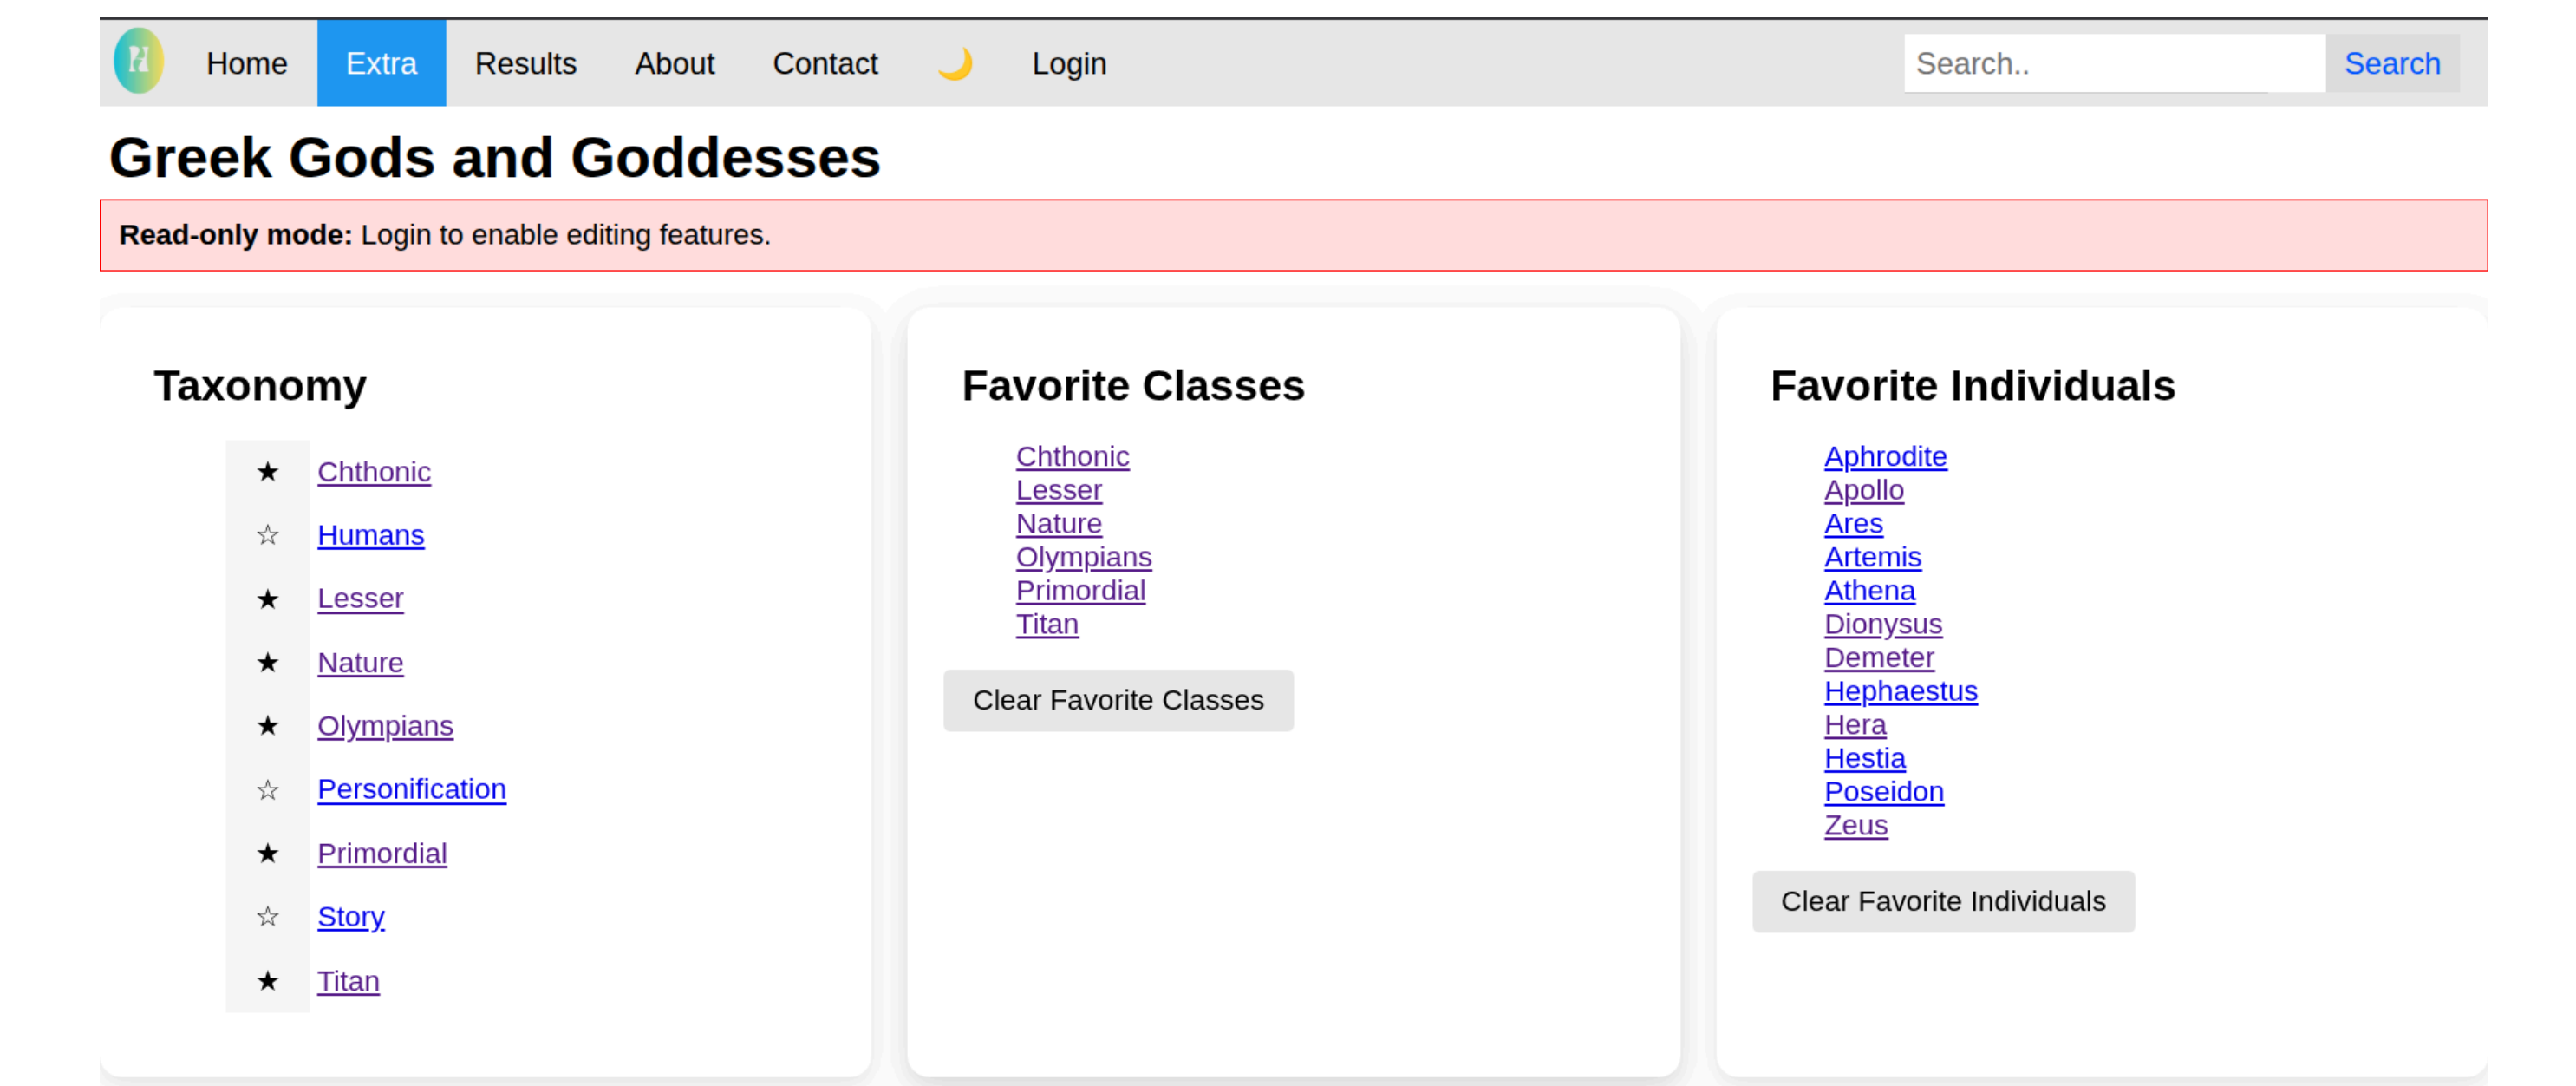 H Home Extra Results About Contact 🌙 Login Search.. Search
Greek Gods and Goddesses
Read-only mode: Login to enable editing features.
Taxonomy
★ Chthonic
☆ Humans
★ Lesser
★ Nature
★ Olympians
☆ Personification
★ Primordial
☆ Story
★ Titan
Favorite Classes
Chthonic
Lesser
Nature
Olympians
Primordial
Titan
Clear Favorite Classes
Favorite Individuals
Aphrodite
Apollo
Ares
Artemis
Athena
Dionysus
Demeter
Hephaestus
Hera
Hestia
Poseidon
Zeus
Clear Favorite Individuals